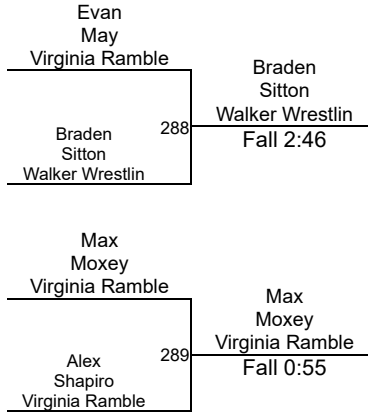 Evan
May
Virginia Ramble
Braden
Sitton
Walker Wrestlin
288
Braden
Sitton
Walker Wrestlin
Fall 2:46
Max
Moxey
Virginia Ramble
Alex
Shapiro
Virginia Ramble
289
Max
Moxey
Virginia Ramble
Fall 0:55